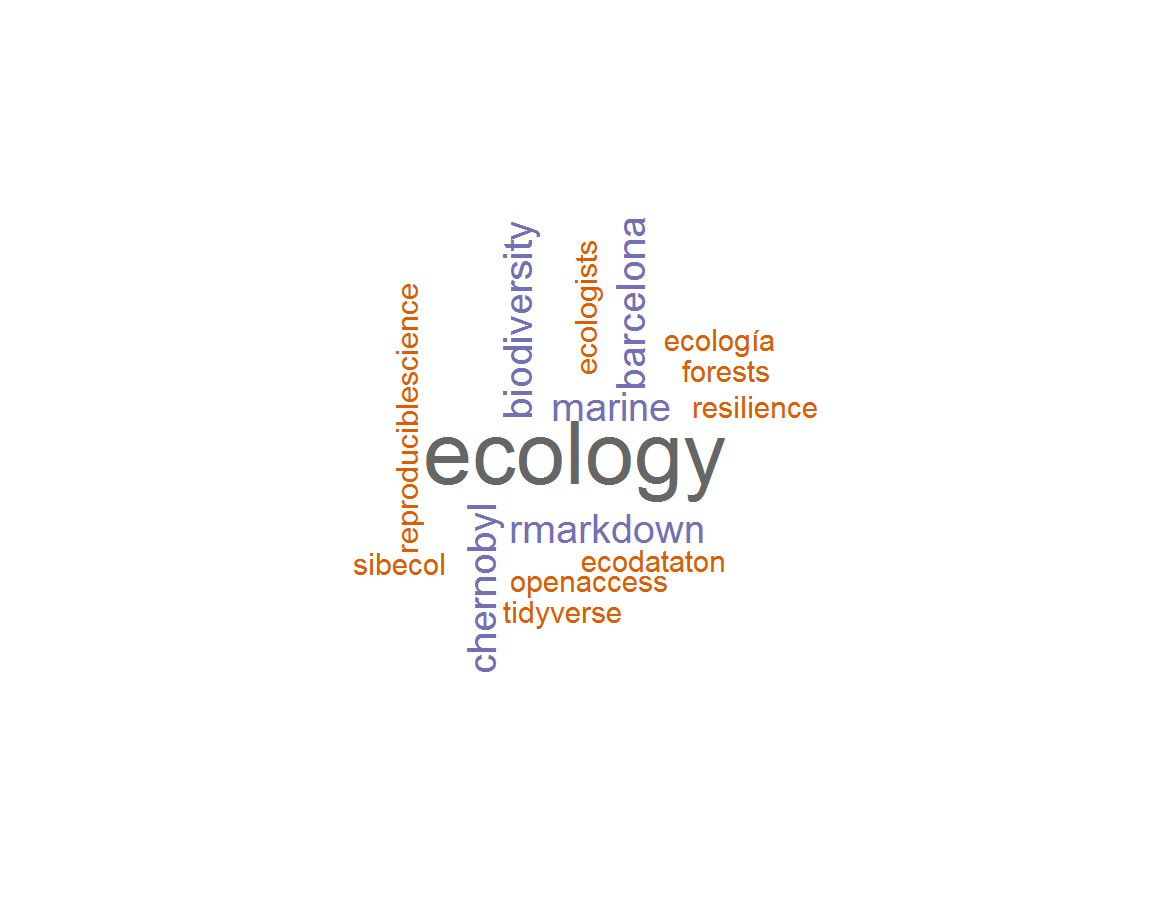 biodiversity
ecologists
barcelona
reproduciblescience
ecología
forests
marine
resilience
ecology
chernobyl
rmarkdown
sibecol
ecodataton
openaccess
tidyverse